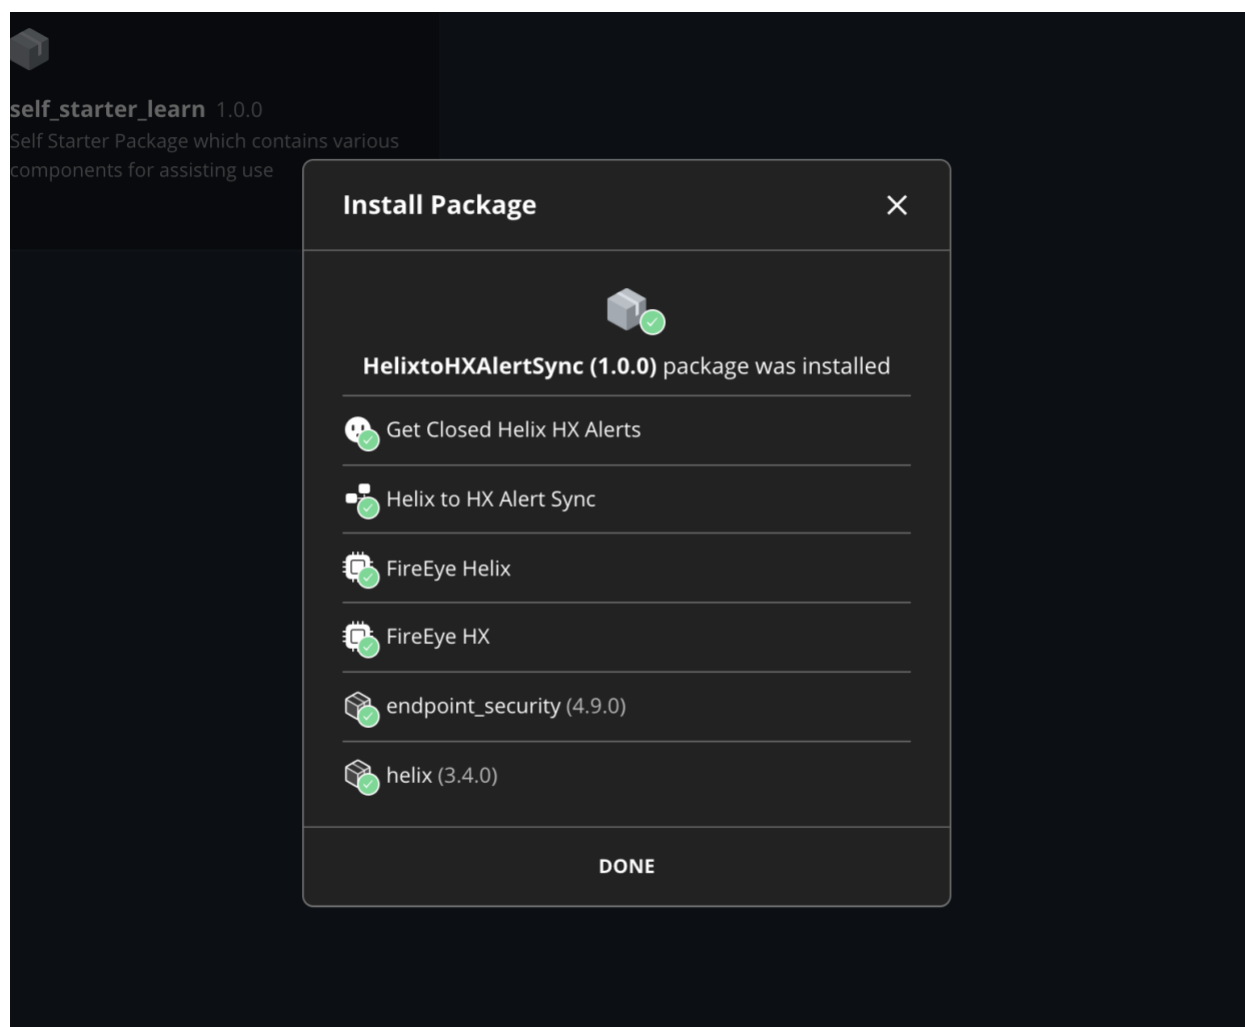 self_starter_learn 1.0.0
Self Starter Package which contains various
components for assisting use
Install Package
HelixtoHXAlertSync (1.0.0) package was installed
Get Closed Helix HX Alerts
Helix to HX Alert Sync
FireEye Helix
FireEye HX
endpoint_security (4.9.0)
helix (3.4.0)
DONE